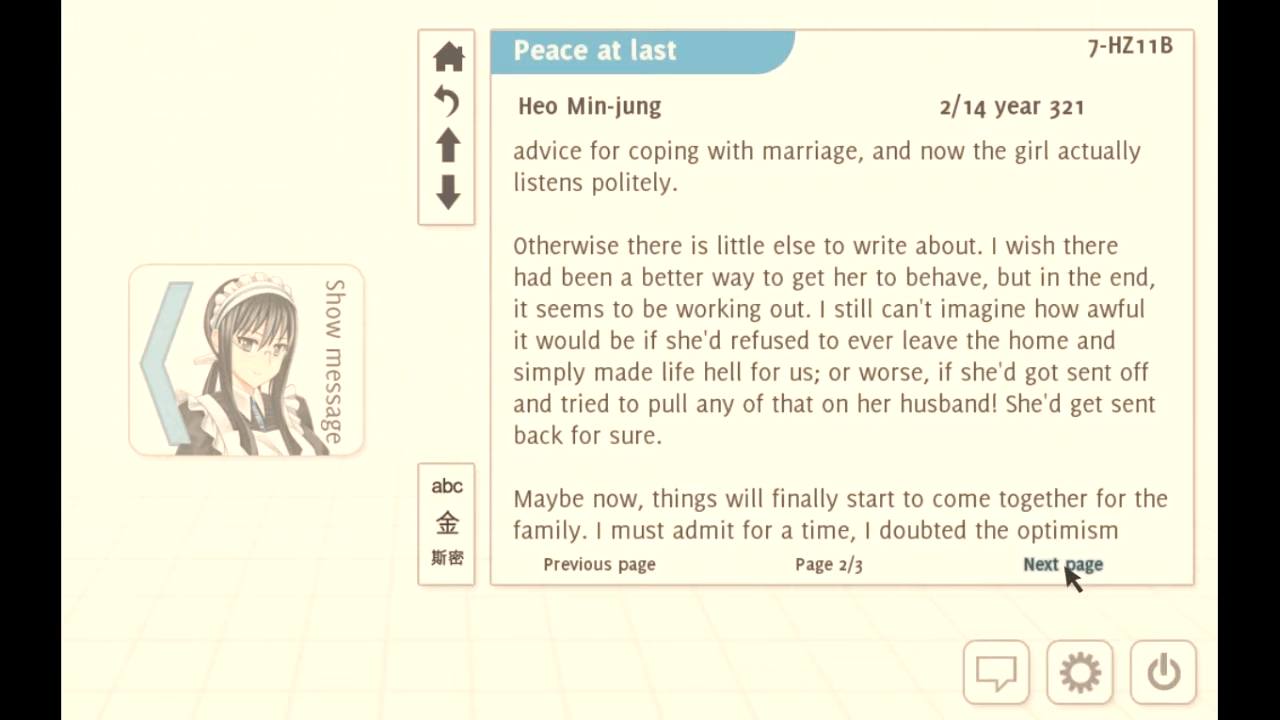 Peace at last
7-HZ11B
Heo Min-jung
2/14 year 321
advice for coping with marriage, and now the girl actually
listens politely.
Otherwise there is little else to write about. I wish there
had been a better way to get her to behave, but in the end,
it seems to be working out. I still can't imagine how awful
it would be if she'd refused to ever leave the home and
simply made life hell for us; or worse, if she'd got sent off
and tried to pull any of that on her husband! She'd get sent
back for sure.
Maybe now, things will finally start to come together for the
family. I must admit for a time, I doubted the optimism
Previous page
Page 2/3
Next page
Show message
abc
金
斯密